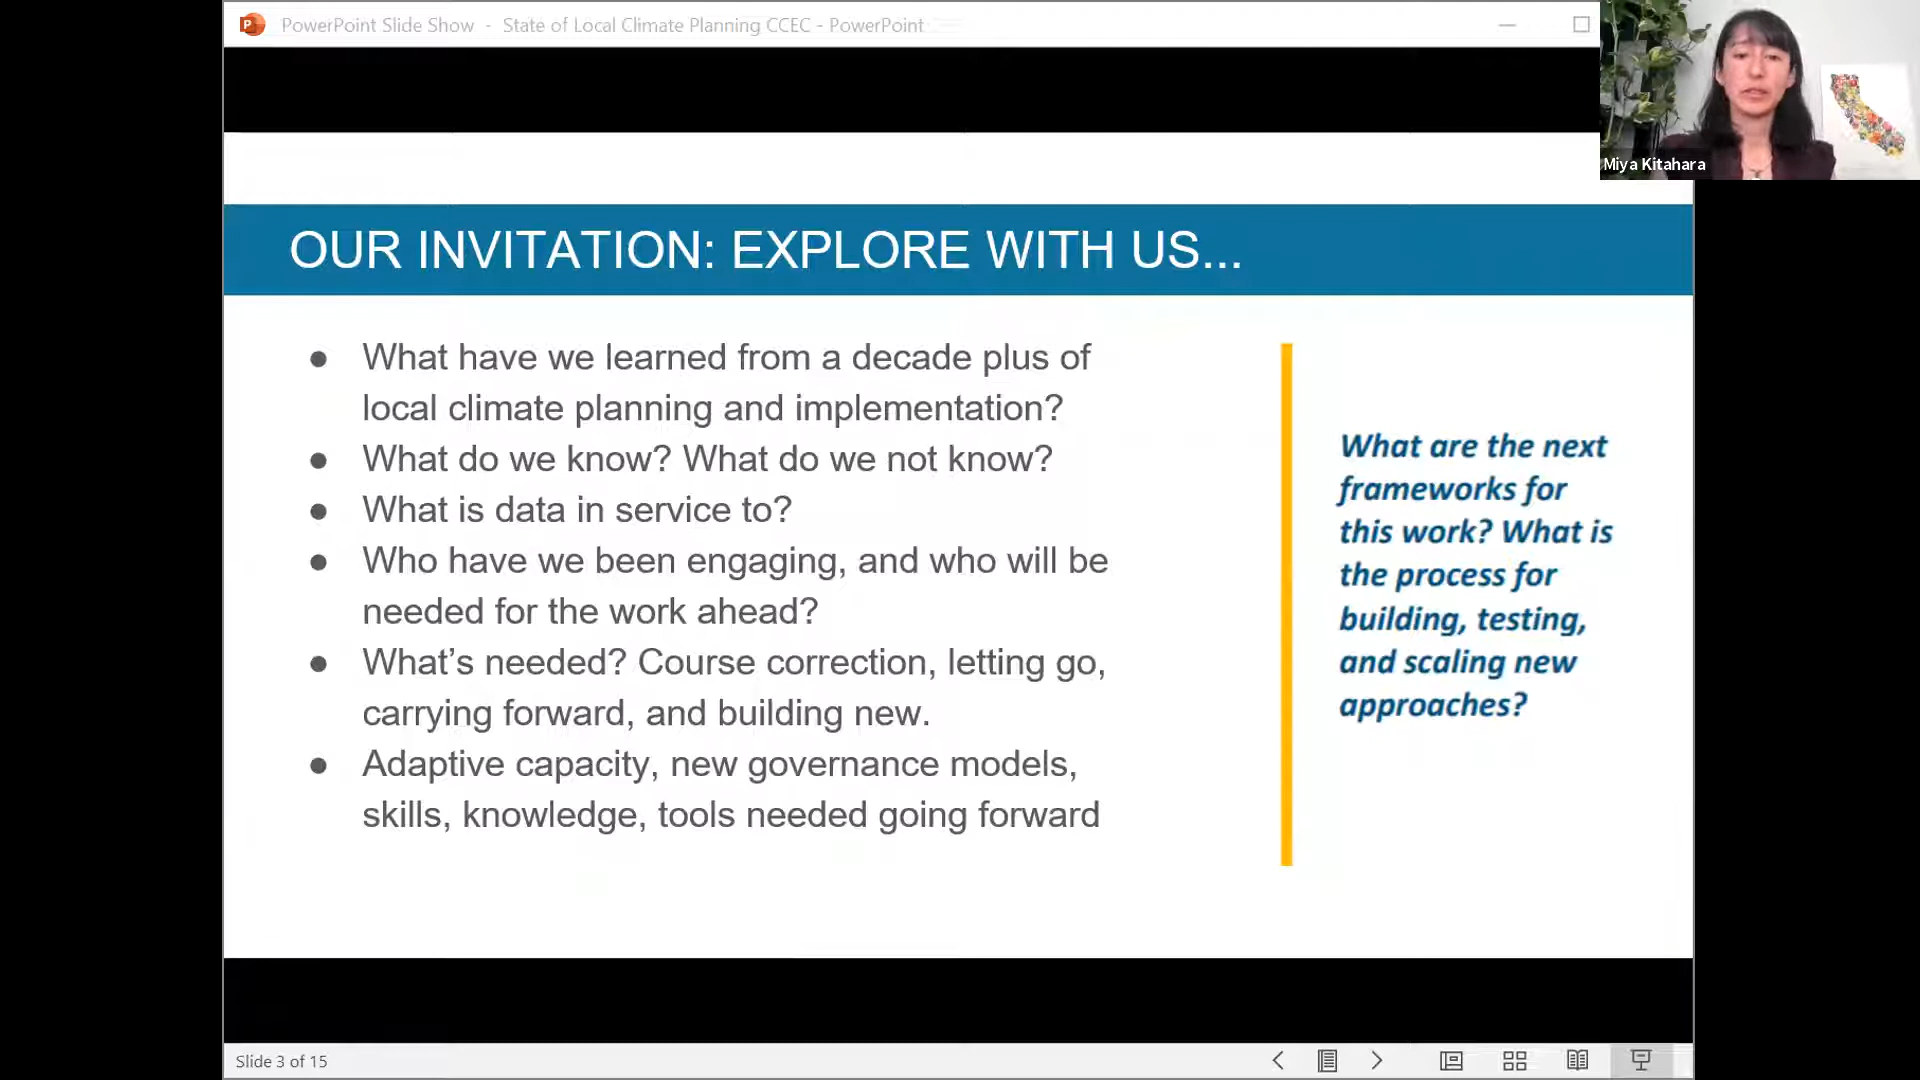 PowerPoint Slide Show - State of Local Climate Planning CCEC - PowerPoint
Miya Kitahara
OUR INVITATION: EXPLORE WITH US...
● What have we learned from a decade plus of
local climate planning and implementation?
● What do we know? What do we not know?
● What is data in service to?
● Who have we been engaging, and who will be
needed for the work ahead?
● What’s needed? Course correction, letting go,
carrying forward, and building new.
● Adaptive capacity, new governance models,
skills, knowledge, tools needed going forward
What are the next
frameworks for
this work? What is
the process for
building, testing,
and scaling new
approaches?
Slide 3 of 15